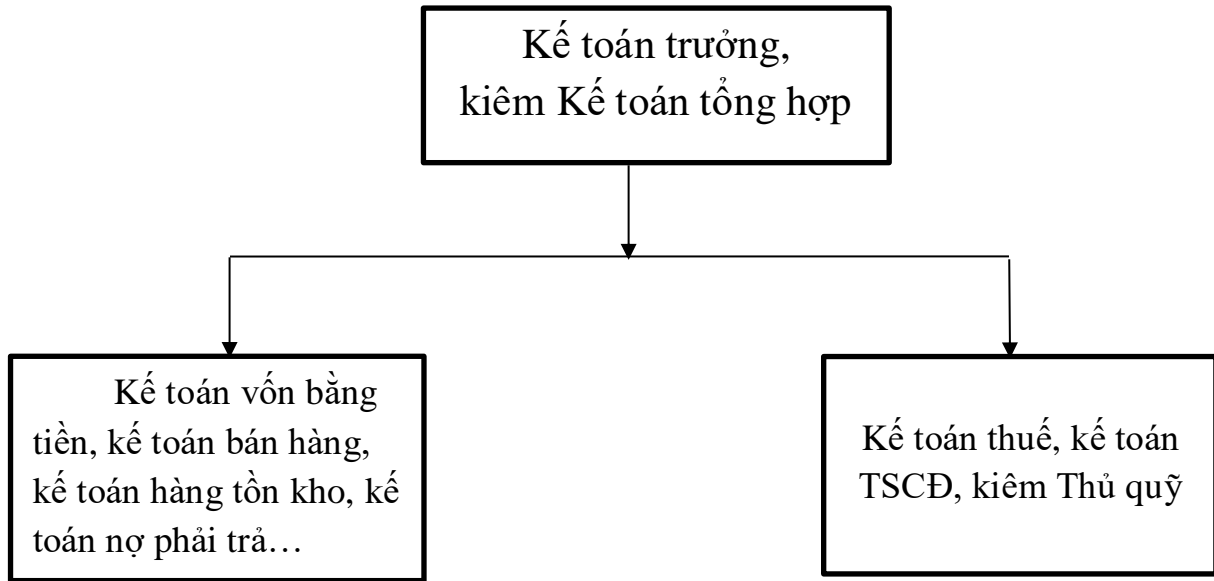 Kế toán trưởng,
kiêm Kế toán tổng hợp
Kế toán vốn bằng
tiền, kế toán bán hàng,
kế toán hàng tồn kho, kế
toán nợ phải trả…
Kế toán thuế, kế toán
TSCĐ, kiêm Thủ quỹ